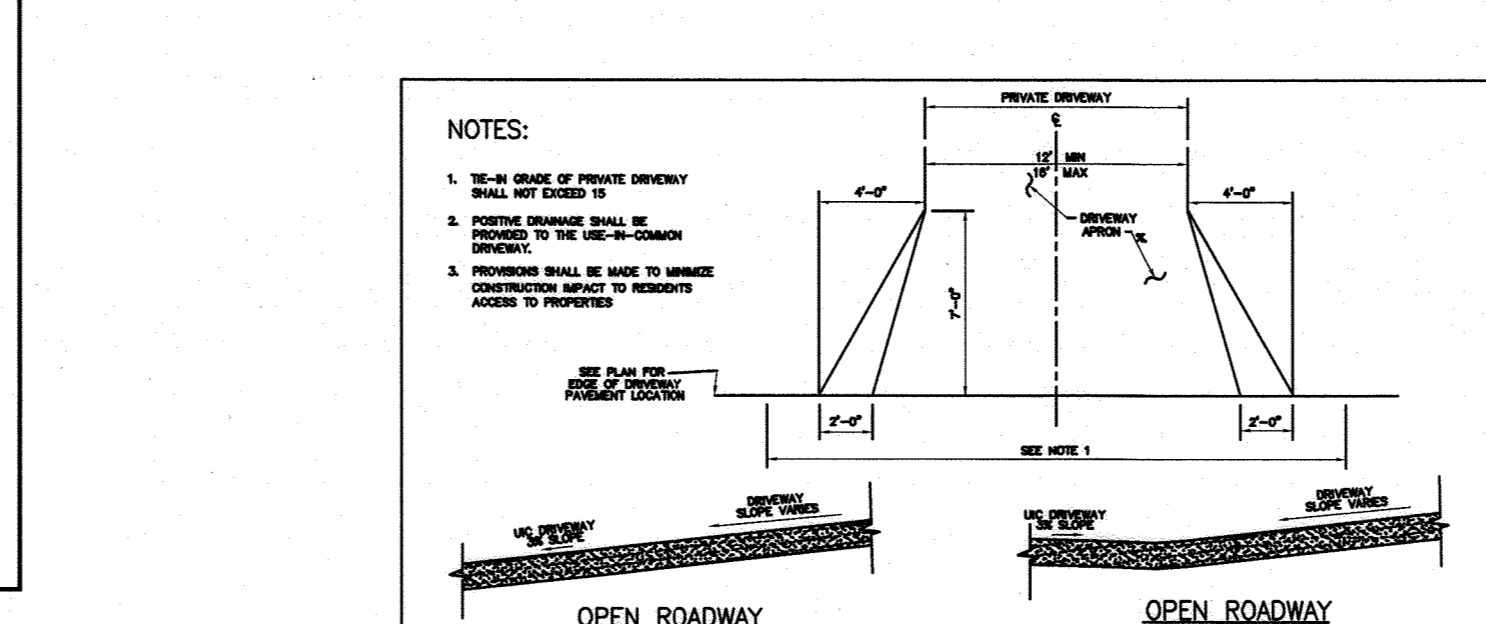 NOTES:
1. TIE-IN GRADE OF PRIVATE DRIVEWAY
SHALL NOT EXCEED 15
2. POSITIVE DRAINAGE SHALL BE
PROVIDED TO THE USE-IN-COMMON
DRIVEWAY.
3. PROVISIONS SHALL BE MADE TO MINIMIZE
CONSTRUCTION IMPACT TO RESIDENTS
ACCESS TO PROPERTIES
PRIVATE DRIVEWAY
℄
12' MIN
16' MAX
4'-0"
4'-0"
DRIVEWAY
APRON
%
7'-0"
SEE PLAN FOR
EDGE OF DRIVEWAY
PAVEMENT LOCATION
2'-0"
2'-0"
SEE NOTE 1
UIC DRIVEWAY
3% SLOPE
DRIVEWAY
SLOPE VARIES
OPEN ROADWAY
UIC DRIVEWAY
3% SLOPE
DRIVEWAY
SLOPE VARIES
OPEN ROADWAY